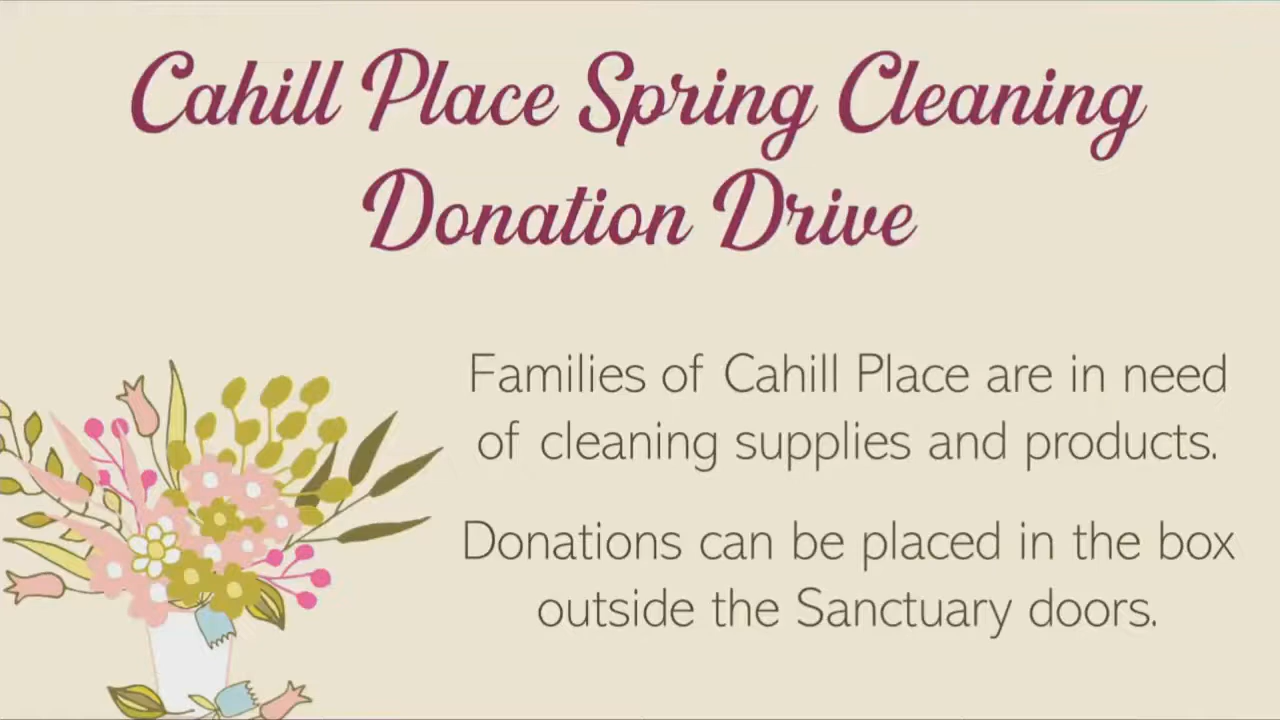 Cahill Place Spring Cleaning
Donation Drive
Families of Cahill Place are in need
of cleaning supplies and products.
Donations can be placed in the box
outside the Sanctuary doors.